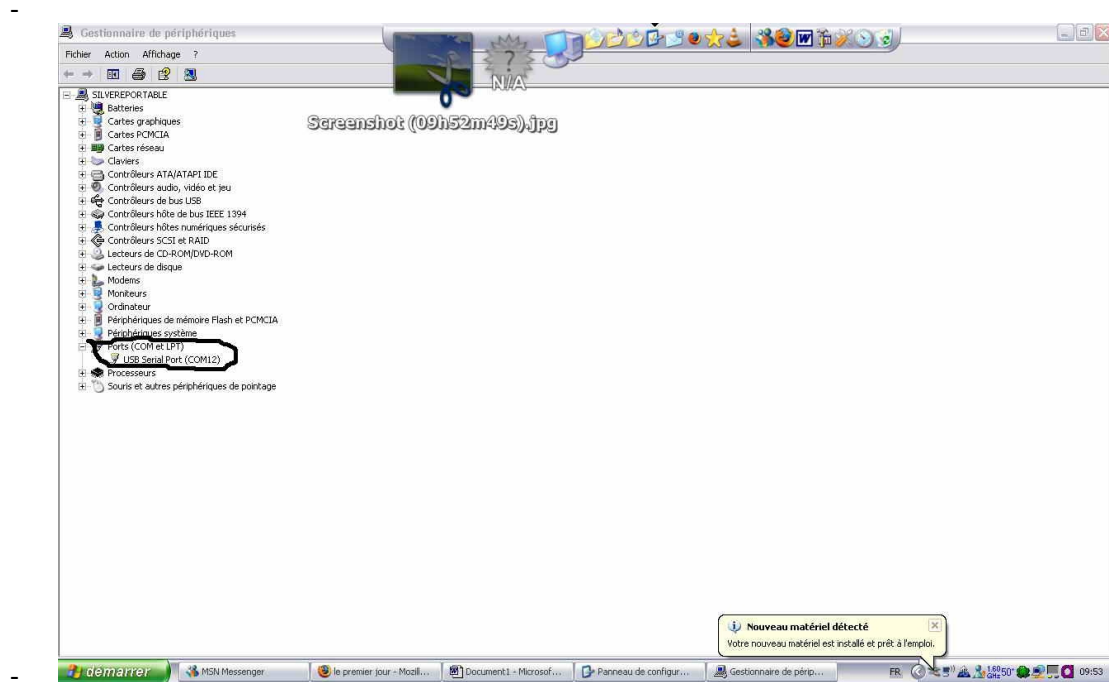 -
Gestionnaire de périphériques
Fichier Action Affichage ?
N/A
Screenshot (09h52m49s).jpg
SILVEREPORTABLE
Batteries
Cartes graphiques
Cartes PCMCIA
Cartes réseau
Claviers
Contrôleurs ATA/ATAPI IDE
Contrôleurs audio, vidéo et jeu
Contrôleurs de bus USB
Contrôleurs hôte de bus IEEE 1394
Contrôleurs hôtes numériques sécurisés
Contrôleurs SCSI et RAID
Lecteurs de CD-ROM/DVD-ROM
Lecteurs de disque
Modems
Moniteurs
Ordinateur
Périphériques de mémoire Flash et PCMCIA
Périphériques système
Ports (COM et LPT)
USB Serial Port (COM12)
Processeurs
Souris et autres périphériques de pointage
Nouveau matériel détecté
Votre nouveau matériel est installé et prêt à l'emploi.
- démarrer MSN Messenger le premier jour - Mozill... Document1 - Microsof... Panneau de configur... Gestionnaire de périp... FR 1,60 GHz 50° 09:53